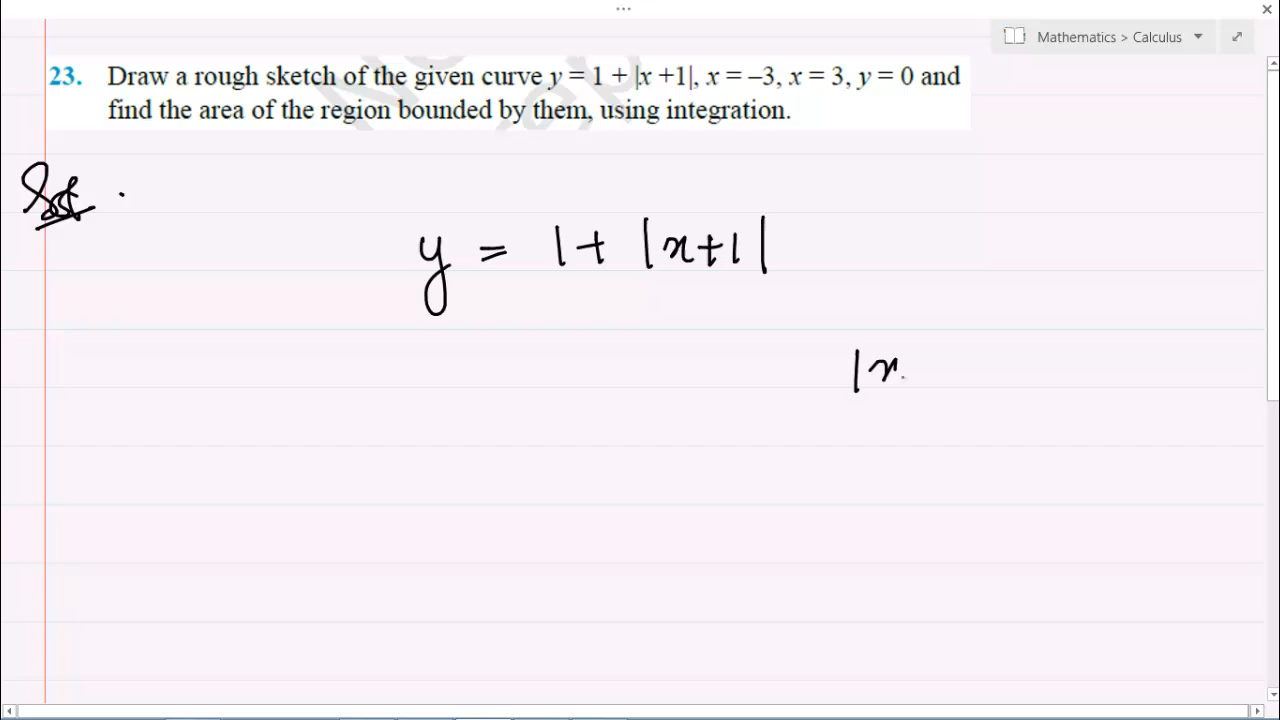 Mathematics > Calculus
23. Draw a rough sketch of the given curve y = 1 + |x +1|, x = –3, x = 3, y = 0 and
find the area of the region bounded by them, using integration.
Sol .
y = 1 + |x+1|
|x